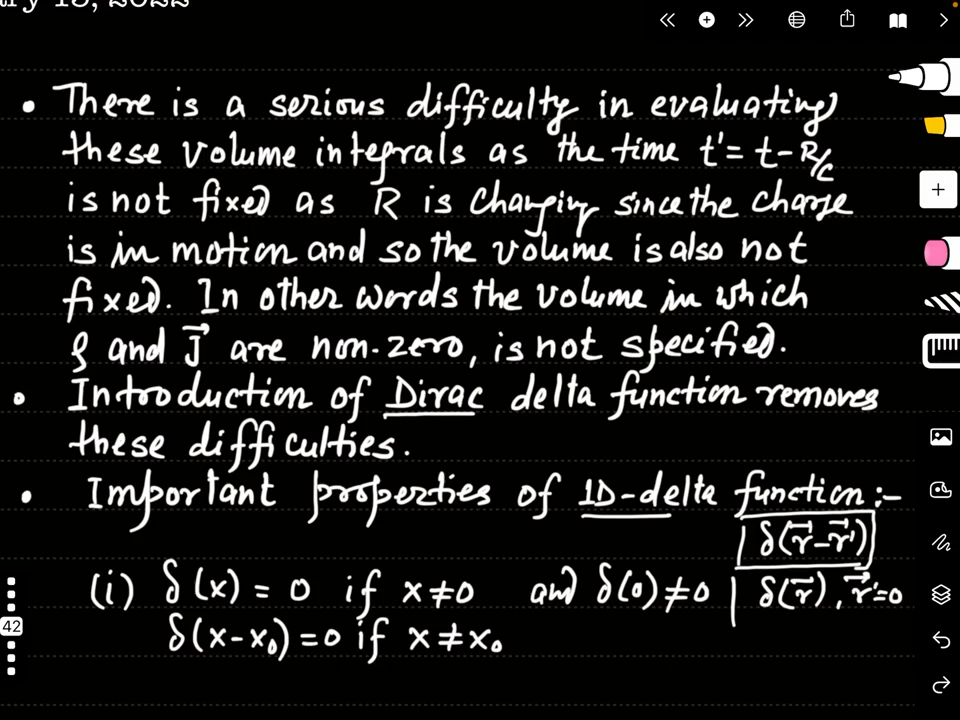 • There is a serious difficulty in evaluating
these volume integrals as the time t' = t - R/c
is not fixed as R is changing since the charge
is in motion and so the volume is also not
fixed. In other words the volume in which
ρ and J⃗ are non-zero, is not specified.
• Introduction of Dirac delta function removes
these difficulties.
• Important properties of 1D-delta function :-
δ(r⃗-r⃗')
(i) δ(x) = 0 if x≠0 and δ(0)≠0 | δ(r⃗), r⃗'=0
δ(x-x₀) = 0 if x≠x₀
42